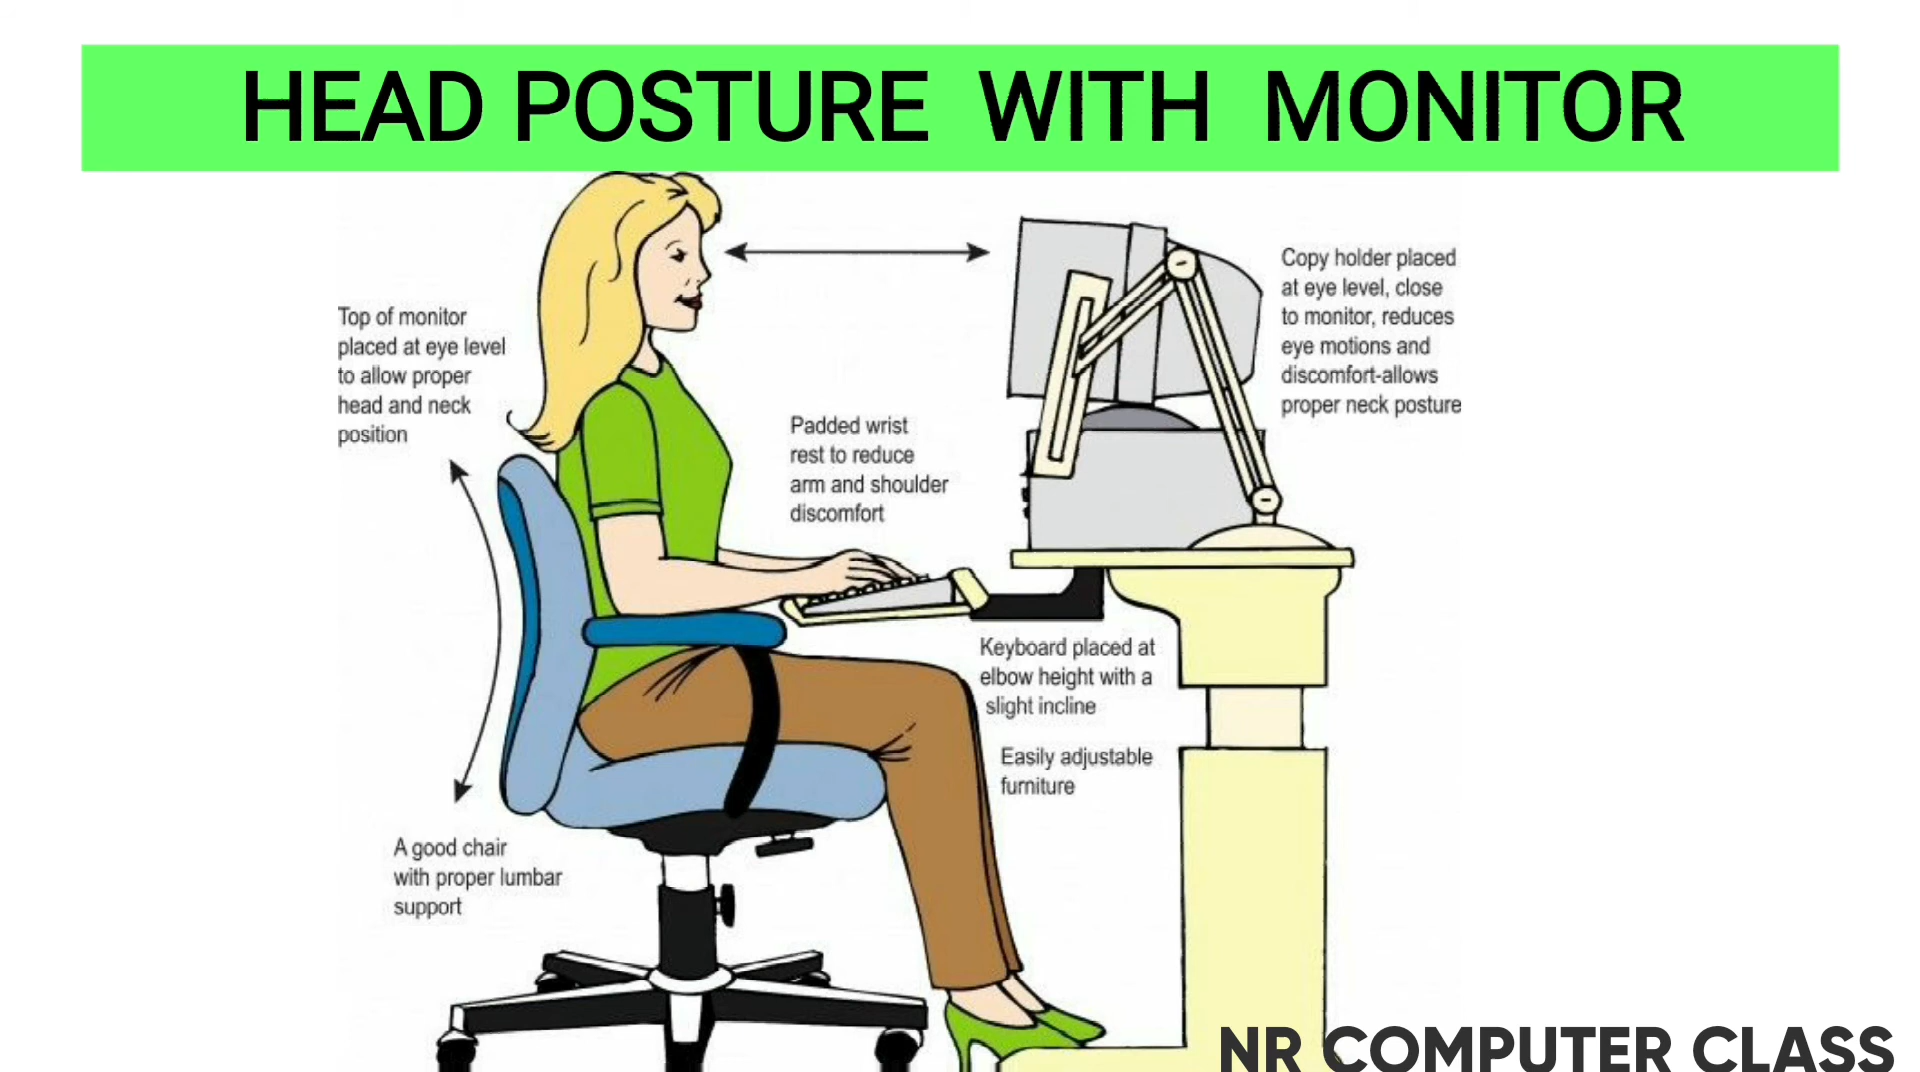 HEAD POSTURE WITH MONITOR
Top of monitor
placed at eye level
to allow proper
head and neck
position
Copy holder placed
at eye level, close
to monitor, reduces
eye motions and
discomfort-allows
proper neck posture
Padded wrist
rest to reduce
arm and shoulder
discomfort
Keyboard placed at
elbow height with a
slight incline
Easily adjustable
furniture
A good chair
with proper lumbar
support
NR COMPUTER CLASS